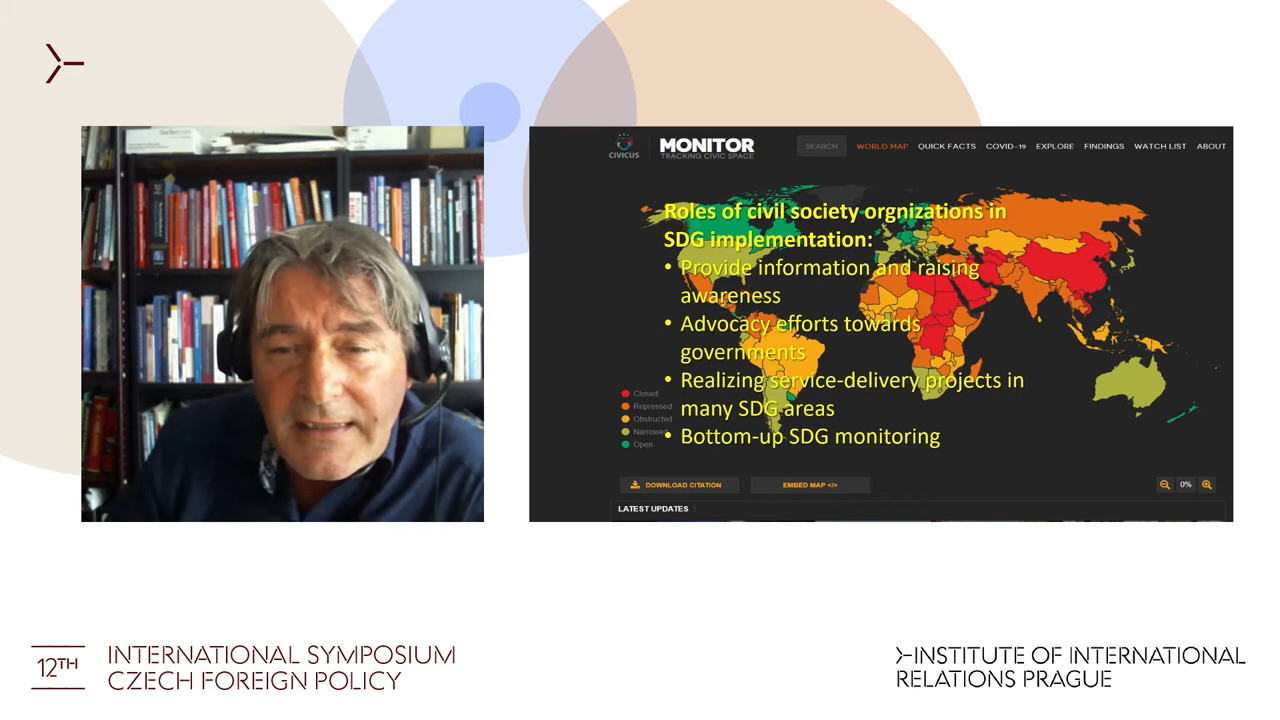 CIVICUS
MONITOR
TRACKING CIVIC SPACE
SEARCH
WORLD MAP
QUICK FACTS
COVID-19
EXPLORE
FINDINGS
WATCH LIST
ABOUT
Roles of civil society orgnizations in
SDG implementation:
• Provide information and raising
awareness
• Advocacy efforts towards
governments
• Realizing service-delivery projects in
many SDG areas
• Bottom-up SDG monitoring
Closed
Repressed
Obstructed
Narrowed
Open
DOWNLOAD CITATION
EMBED MAP </>
0%
LATEST UPDATES
12TH
INTERNATIONAL SYMPOSIUM
CZECH FOREIGN POLICY
INSTITUTE OF INTERNATIONAL
RELATIONS PRAGUE